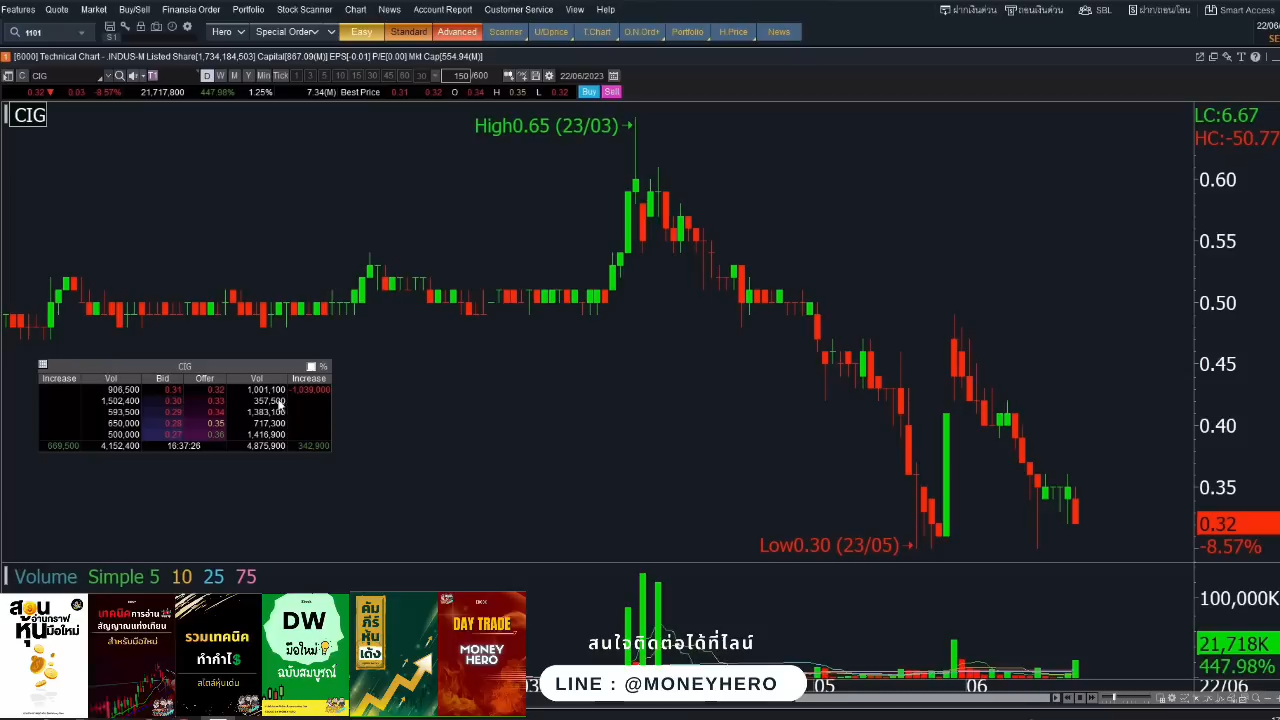 Features Quote Market Buy/Sell Finansia Order Portfolio Stock Scanner Chart News Account Report Customer Service View Help ฝากเงินด่วน ถอนเงินด่วน SBL ฝาก/ถอน/โอน Smart Access
1101 S1 Hero Special Order Easy Standard Advanced Scanner U/Dprice T.Chart O.N.Ord+ Portfolio H.Price News
1 [6000] Technical Chart - .INDUS-M Listed Share[1,734,184,503] Capital[867.09(M)] EPS[-0.01] P/E[0.00] Mkt Cap[554.94(M)]
C CIG D W M Y Min Tick 1 3 5 10 15 30 45 60 30 150/600 22/06/2023
0.32▼ 0.03 -8.57% 21,717,800 447.98% 1.25% 7.34(M) Best Price 0.31 0.32 O 0.34 H 0.35 L 0.32 Buy Sell
CIG
High0.65 (23/03)→
LC:6.67
HC:-50.77
0.60
0.55
0.50
0.45
0.40
0.35
0.32
-8.57%
CIG %
Increase Vol Bid Offer Vol Increase
906,500 0.31 0.32 1,001,100 -1,039,000
1,502,400 0.30 0.33 357,500
593,500 0.29 0.34 1,383,100
650,000 0.28 0.35 717,300
500,000 0.27 0.36 1,416,900
669,500 4,152,400 16:37:26 4,875,900 342,900
Low0.30 (23/05)→
Volume Simple 5 10 25 75
100,000K
21,718K
447.98%
05 06 22/06
สอน
อ่านกราฟ
หุ้นมือใหม่
เทคนิคการอ่าน
สัญญาณแท่งเทียน
สำหรับมือใหม่
รวมเทคนิค
ทำกำไร
สไตล์หุ้นเด่น
DW
มือใหม่
ฉบับสมบูรณ์
คัมภีร์หุ้น
เด้ง
DAY TRADE
MONEY
HERO
สนใจติดต่อได้ที่ไลน์
LINE : @MONEYHERO